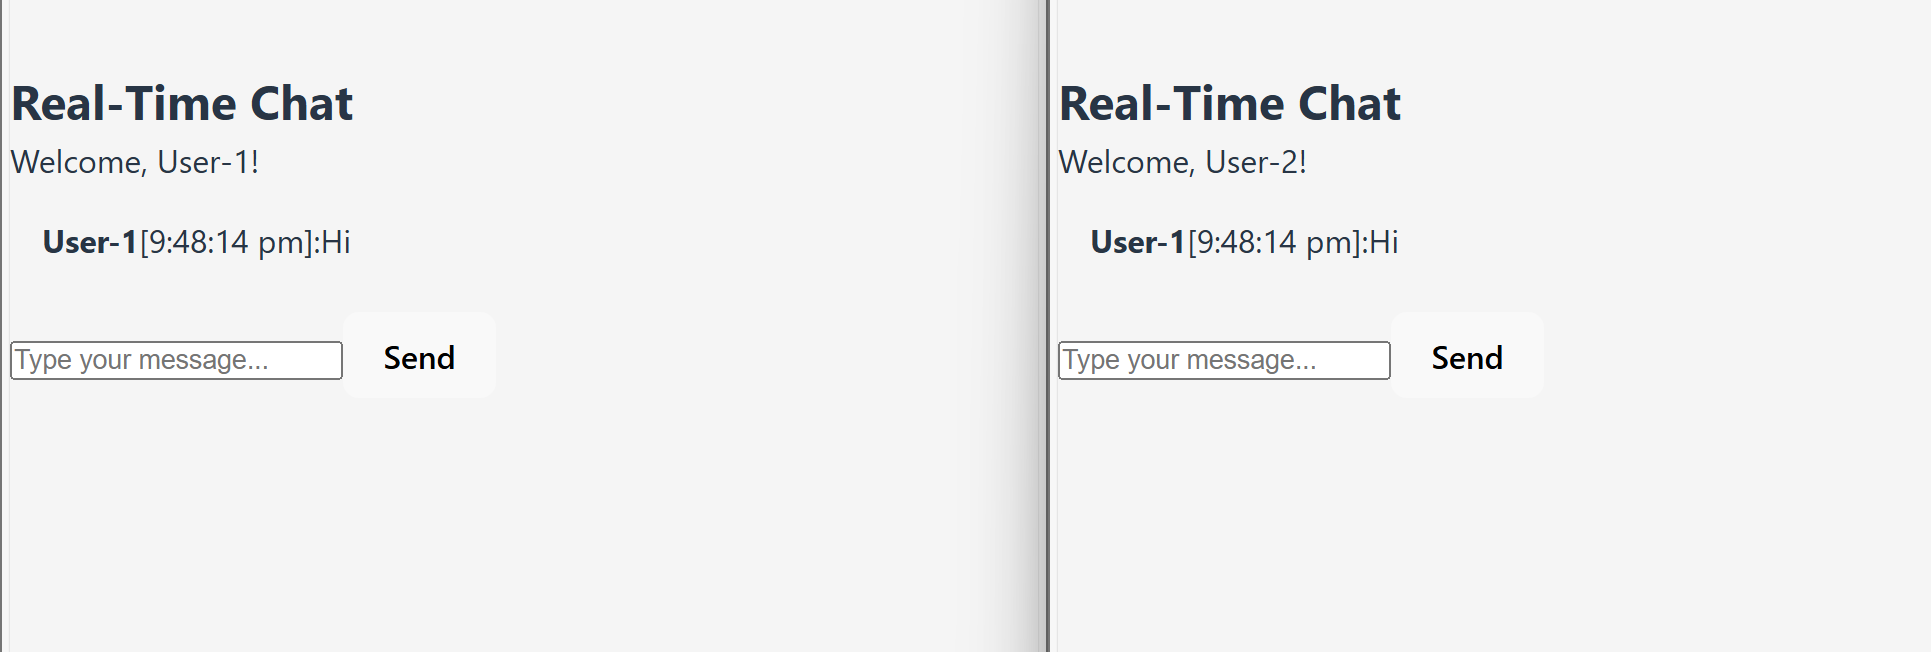 Real-Time Chat
Welcome, User-1!
User-1[9:48:14 pm]:Hi
Type your message...
Send
Real-Time Chat
Welcome, User-2!
User-1[9:48:14 pm]:Hi
Type your message...
Send